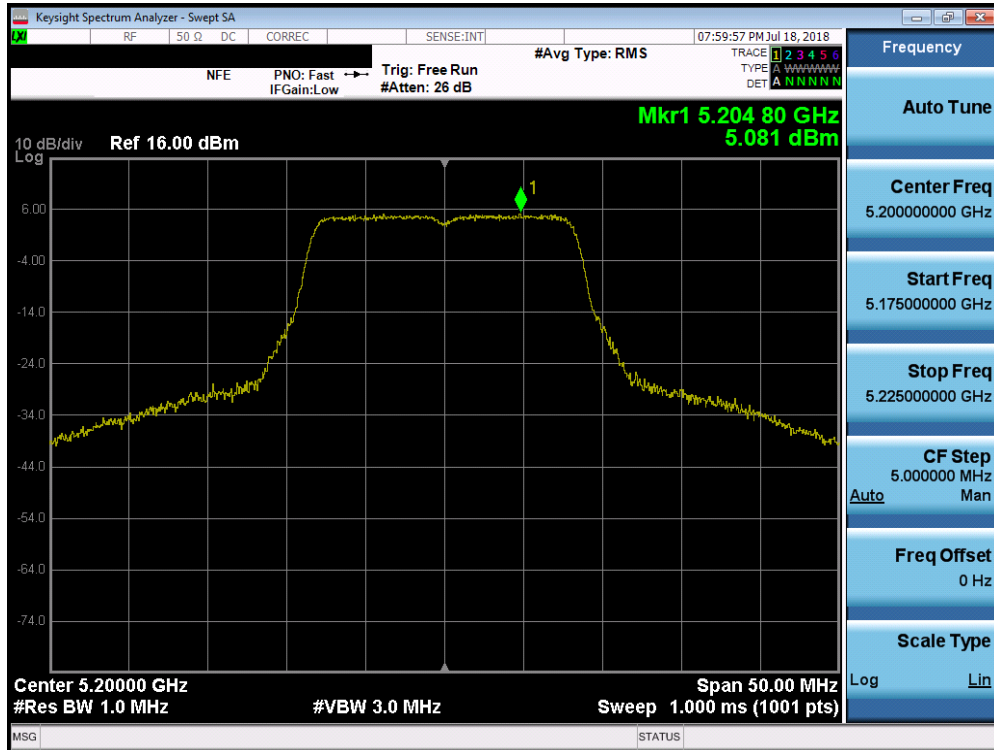 Keysight Spectrum Analyzer - Swept SA
LXI RF 50 Ω DC CORREC SENSE:INT 07:59:57 PM Jul 18, 2018
#Avg Type: RMS
TRACE 1 2 3 4 5 6
TYPE A WWWWW
DET A N N N N N
NFE PNO: Fast Trig: Free Run
IFGain:Low #Atten: 26 dB
Mkr1 5.204 80 GHz
5.081 dBm
10 dB/div Ref 16.00 dBm
Log
1
6.00
-4.00
-14.0
-24.0
-34.0
-44.0
-54.0
-64.0
-74.0
Center 5.20000 GHz Span 50.00 MHz
#Res BW 1.0 MHz #VBW 3.0 MHz Sweep 1.000 ms (1001 pts)
MSG STATUS
Frequency
Auto Tune
Center Freq
5.200000000 GHz
Start Freq
5.175000000 GHz
Stop Freq
5.225000000 GHz
CF Step
5.000000 MHz
Auto Man
Freq Offset
0 Hz
Scale Type
Log Lin